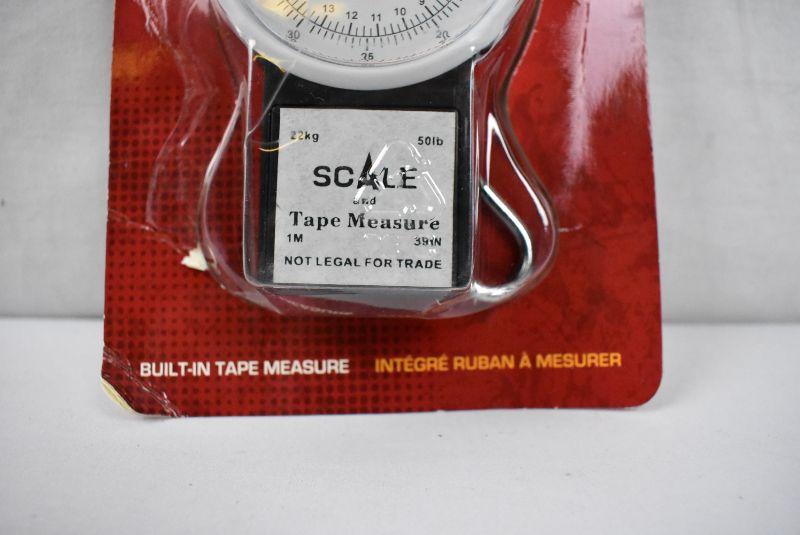 13 12 11 10 9
30 25 20
22kg 50lb
SCALE
and
Tape Measure
1M 39IN
NOT LEGAL FOR TRADE
BUILT-IN TAPE MEASURE INTÉGRÉ RUBAN À MESURER